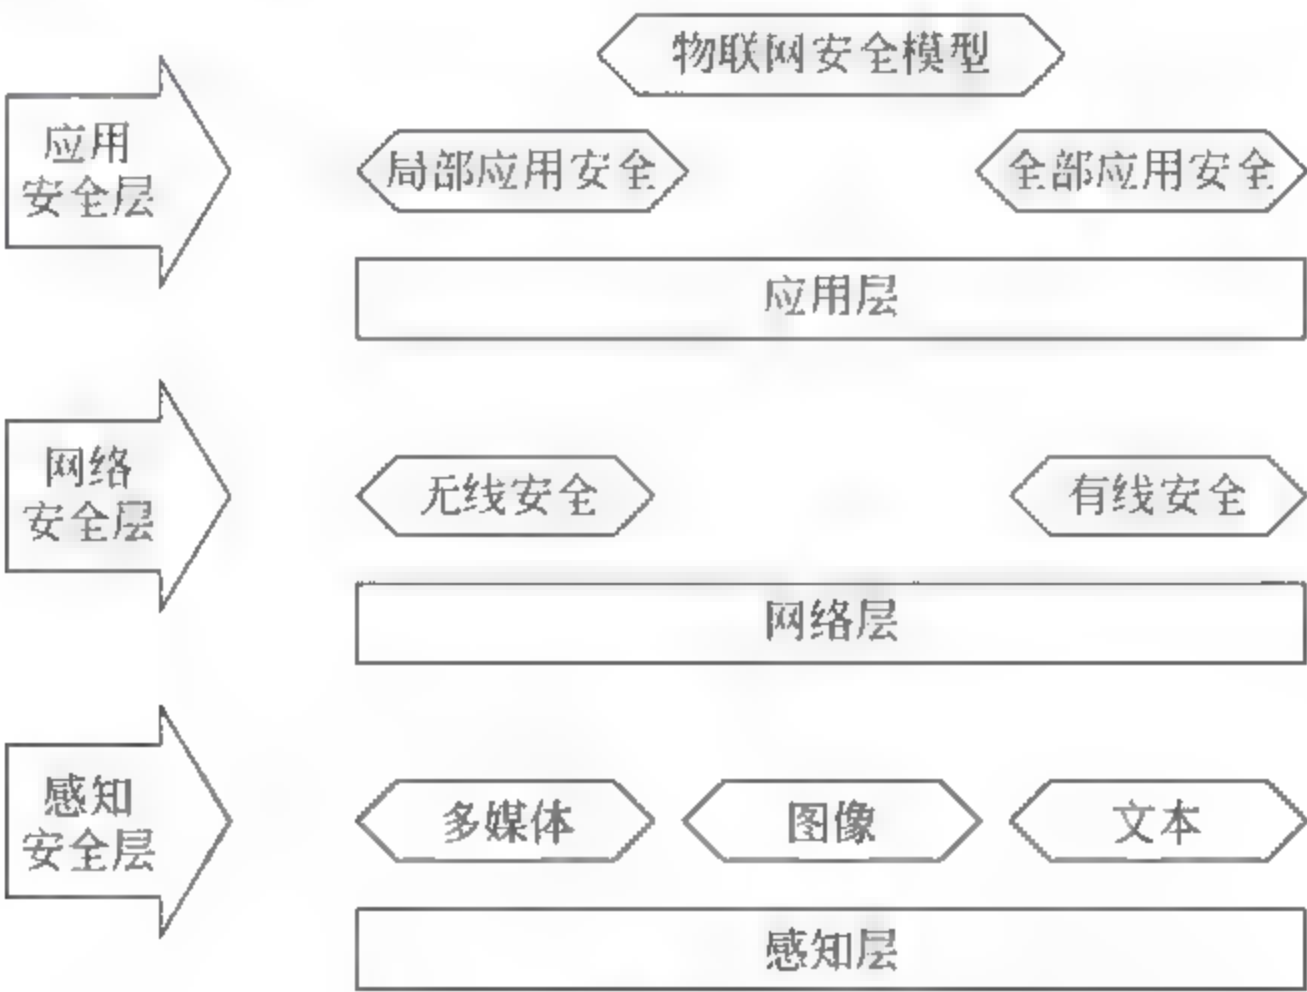 物联网安全模型
应用
安全层
局部应用安全
全部应用安全
应用层
网络
安全层
无线安全
有线安全
网络层
感知
安全层
多媒体
图像
文本
感知层